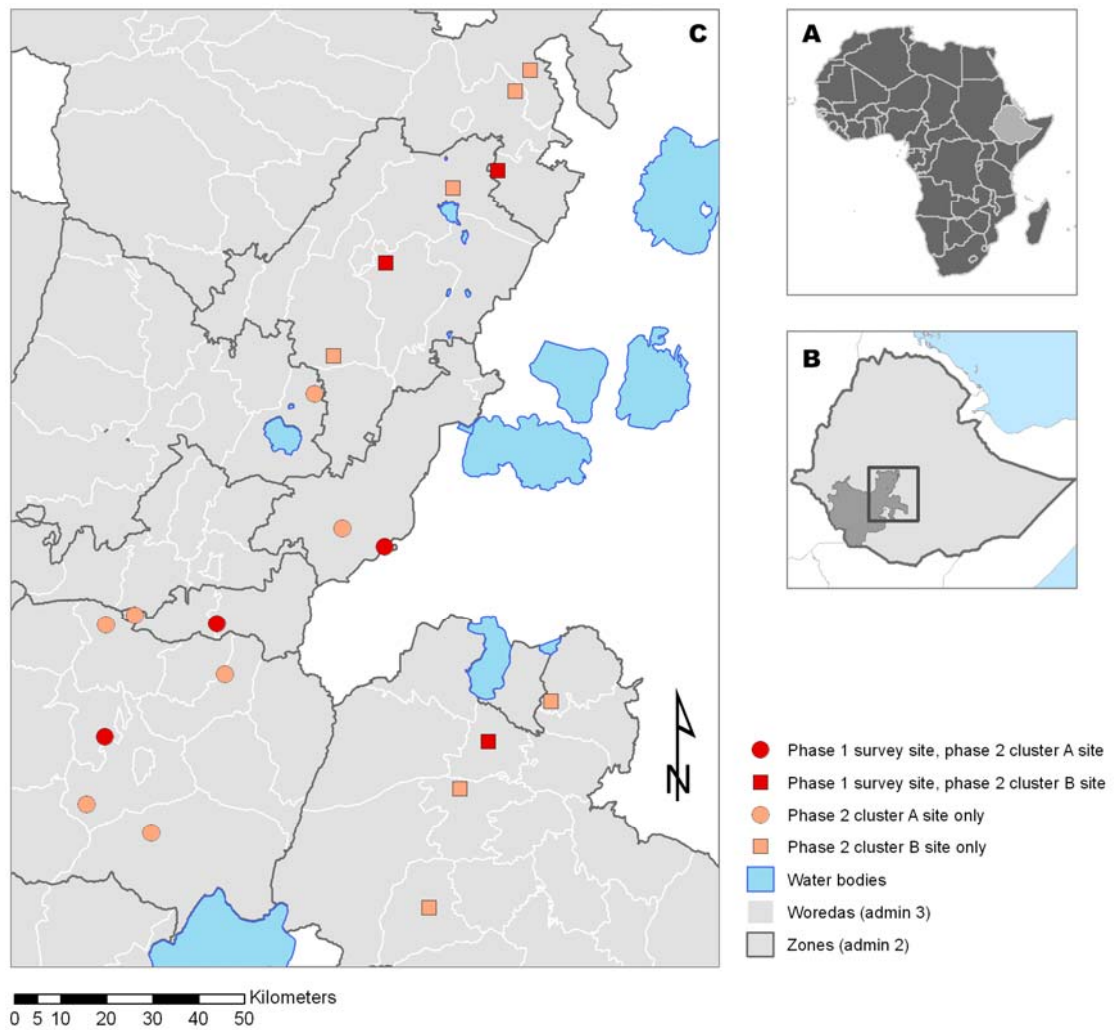 C
A
B
N
Phase 1 survey site, phase 2 cluster A site
Phase 1 survey site, phase 2 cluster B site
Phase 2 cluster A site only
Phase 2 cluster B site only
Water bodies
Woredas (admin 3)
Zones (admin 2)
Kilometers
0 5 10 20 30 40 50